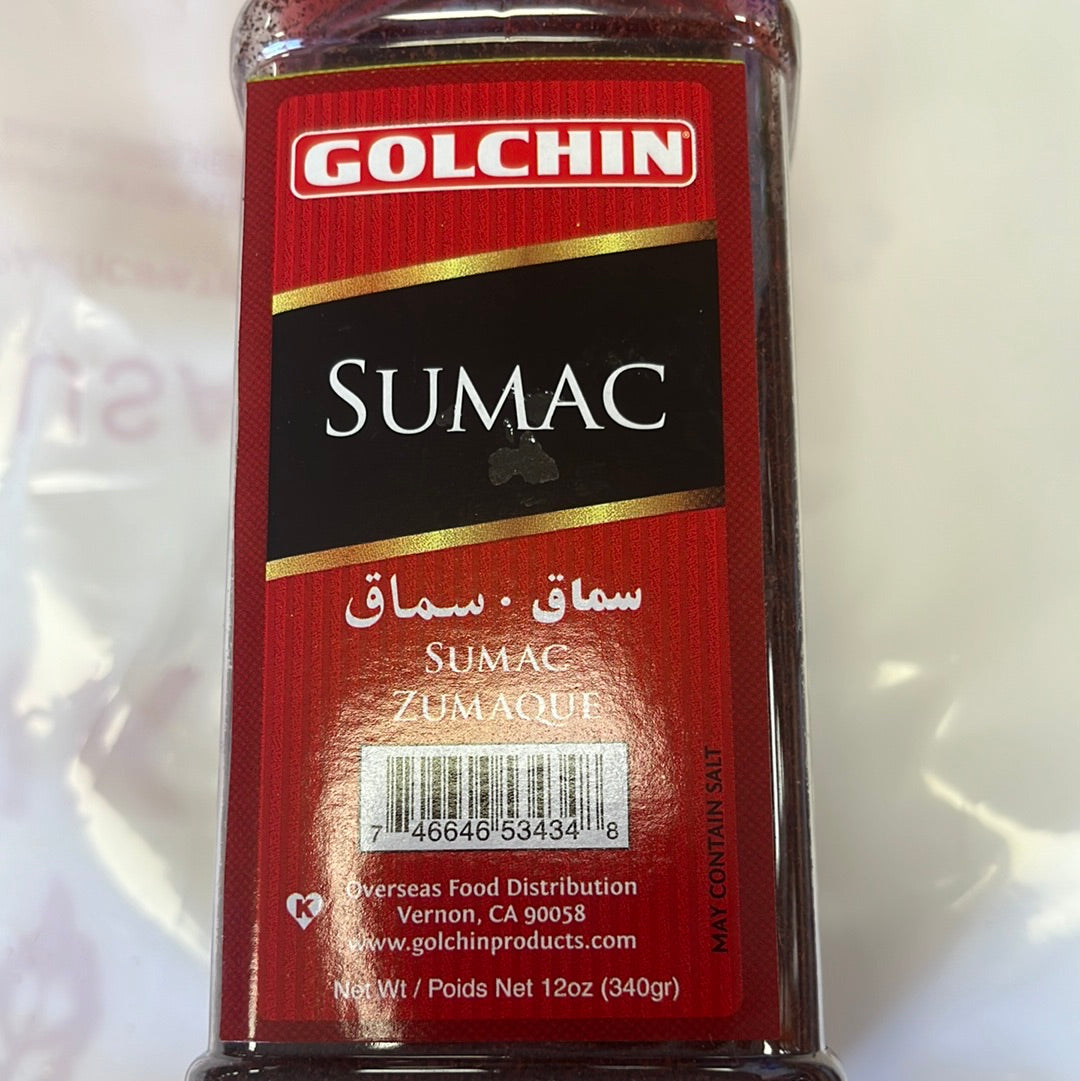 GOLCHIN®
SUMAC
سماق · سماق
SUMAC
ZUMAQUE
7 46646 53434 8
MAY CONTAIN SALT
K
Overseas Food Distribution
Vernon, CA 90058
www.golchinproducts.com
Net Wt / Poids Net 12oz (340gr)